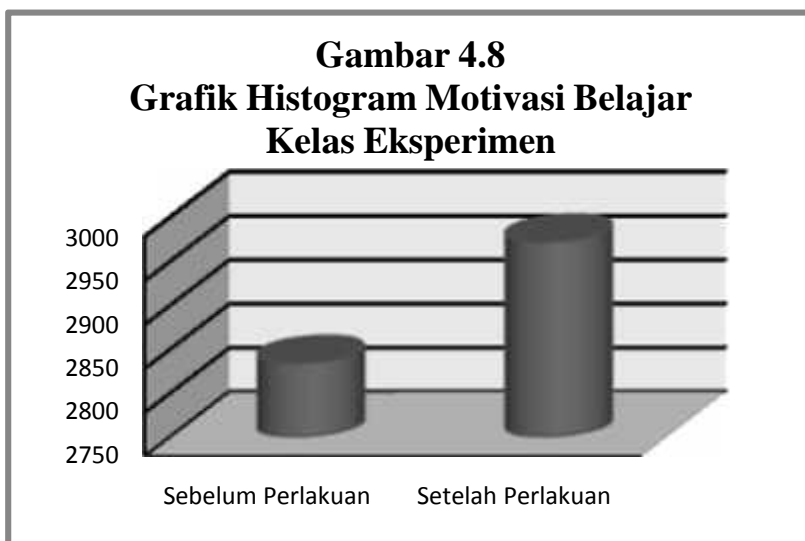 Gambar 4.8
Grafik Histogram Motivasi Belajar
Kelas Eksperimen
3000
2950
2900
2850
2800
2750
Sebelum Perlakuan Setelah Perlakuan